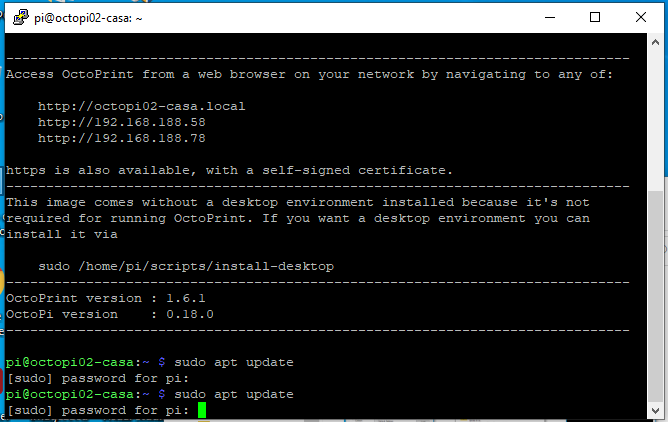 pi@octopi02-casa: ~
------------------------------------------------------------------------------
Access OctoPrint from a web browser on your network by navigating to any of:
http://octopi02-casa.local
http://192.168.188.58
http://192.168.188.78
https is also available, with a self-signed certificate.
------------------------------------------------------------------------------
This image comes without a desktop environment installed because it's not
required for running OctoPrint. If you want a desktop environment you can
install it via
sudo /home/pi/scripts/install-desktop
------------------------------------------------------------------------------
OctoPrint version : 1.6.1
OctoPi version    : 0.18.0
------------------------------------------------------------------------------
pi@octopi02-casa:~ $ sudo apt update
[sudo] password for pi:
pi@octopi02-casa:~ $ sudo apt update
[sudo] password for pi: